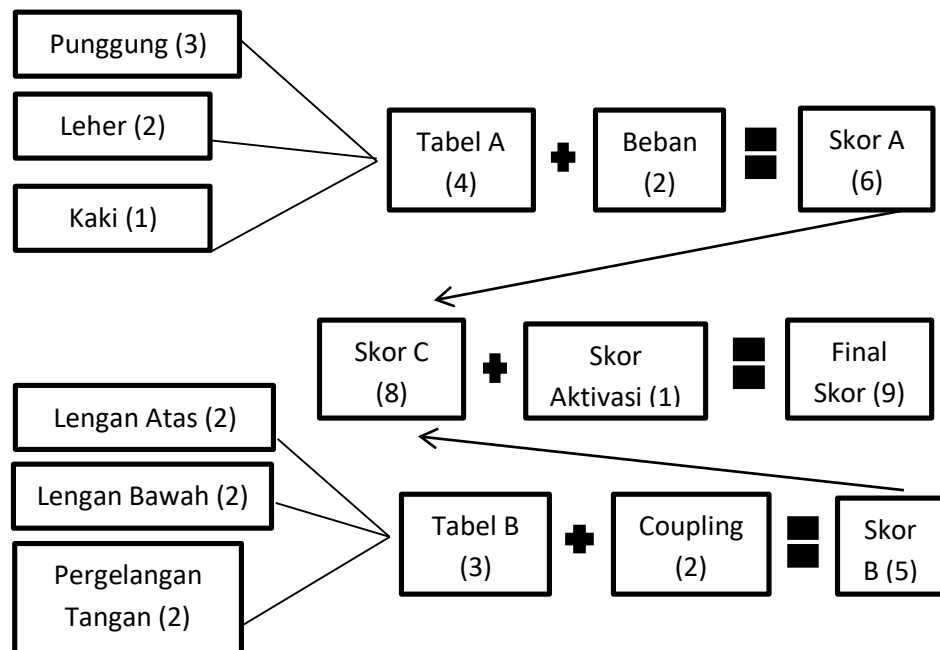 Punggung (3)
Leher (2)
Kaki (1)
Tabel A
(4)
Beban
(2)
Skor A
(6)
Skor C
(8)
Skor
Aktivasi (1)
Final
Skor (9)
Lengan Atas (2)
Lengan Bawah (2)
Pergelangan
Tangan (2)
Tabel B
(3)
Coupling
(2)
Skor
B (5)